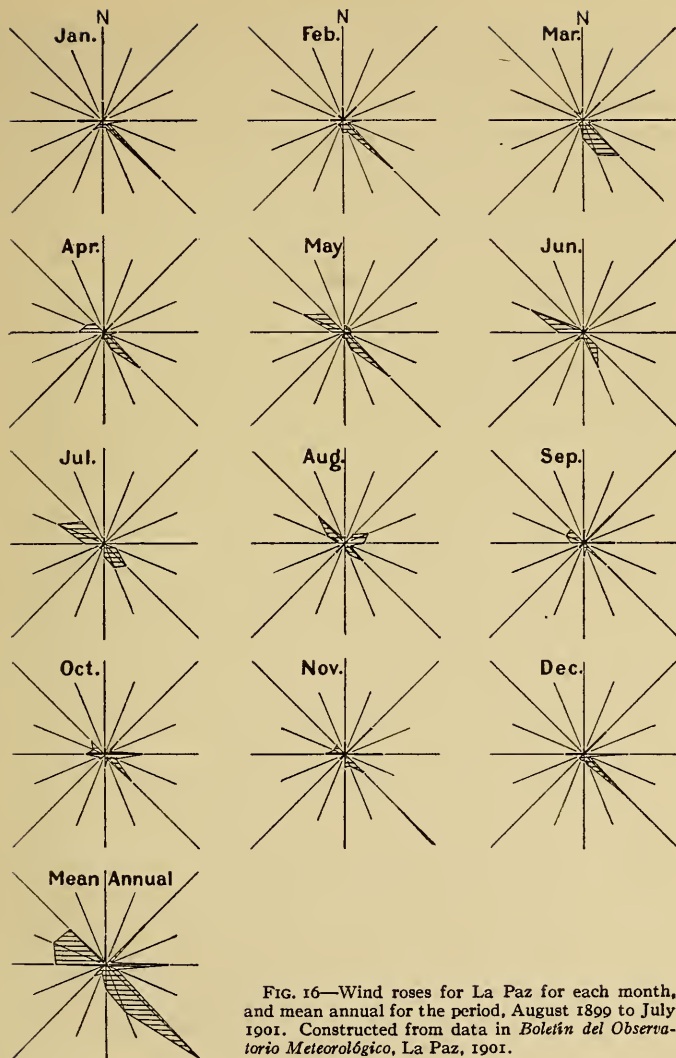 N N
Jan. Feb. Mar.
Apr. May Jun.
Jul. Aug. Sep.
Oct. Nov. Dec.
Mean Annual
FIG. 16—Wind roses for La Paz for each month,
and mean annual for the period, August 1899 to July
1901. Constructed from data in Boletín del Observa-
torio Meteorológico, La Paz, 1901.